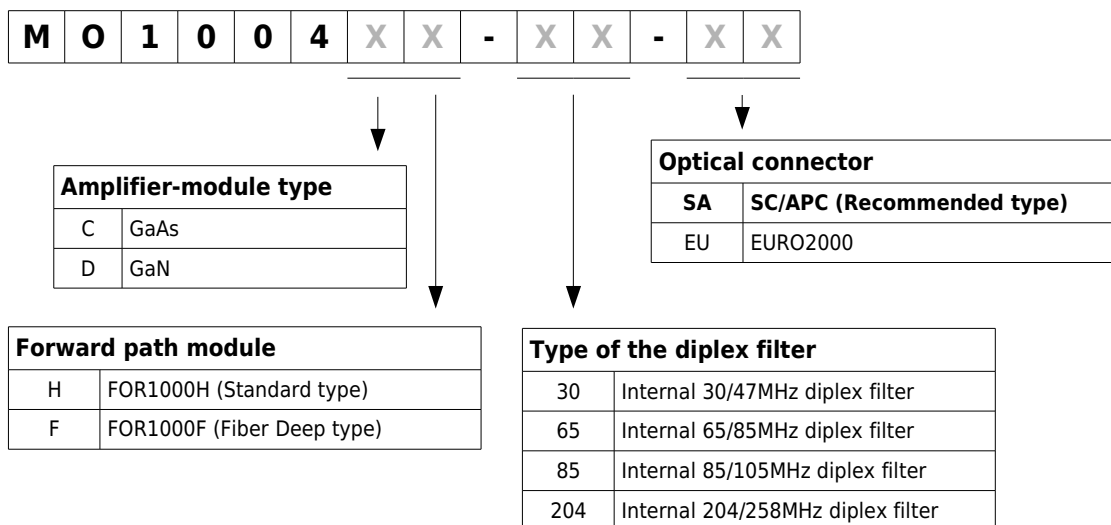 M O 1 0 0 4 X X - X X - X X
Amplifier-module type
C GaAs
D GaN
Optical connector
SA SC/APC (Recommended type)
EU EURO2000
Forward path module
H FOR1000H (Standard type)
F FOR1000F (Fiber Deep type)
Type of the diplex filter
30 Internal 30/47MHz diplex filter
65 Internal 65/85MHz diplex filter
85 Internal 85/105MHz diplex filter
204 Internal 204/258MHz diplex filter